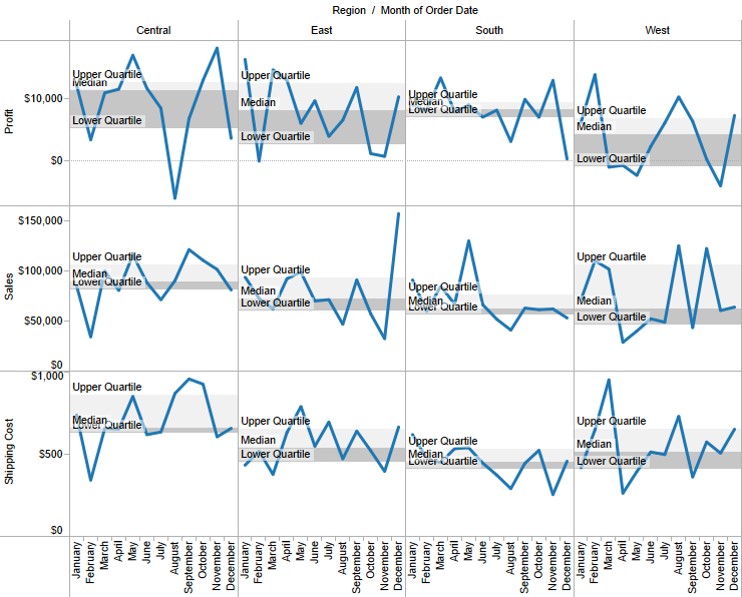 Region / Month of Order Date
Central East South West
Profit
$10,000
$0
Upper Quartile
Median
Lower Quartile
Upper Quartile
Median
Lower Quartile
Upper Quartile
Median
Lower Quartile
Upper Quartile
Median
Lower Quartile
Sales
$150,000
$100,000
$50,000
$0
Upper Quartile
Median
Lower Quartile
Upper Quartile
Median
Lower Quartile
Upper Quartile
Median
Lower Quartile
Upper Quartile
Median
Lower Quartile
Shipping Cost
$1,000
$500
$0
Upper Quartile
Median
Lower Quartile
Upper Quartile
Median
Lower Quartile
Upper Quartile
Median
Lower Quartile
Upper Quartile
Median
Lower Quartile
January
February
March
April
May
June
July
August
September
October
November
December
January
February
March
April
May
June
July
August
September
October
November
December
January
February
March
April
May
June
July
August
September
October
November
December
January
February
March
April
May
June
July
August
September
October
November
December